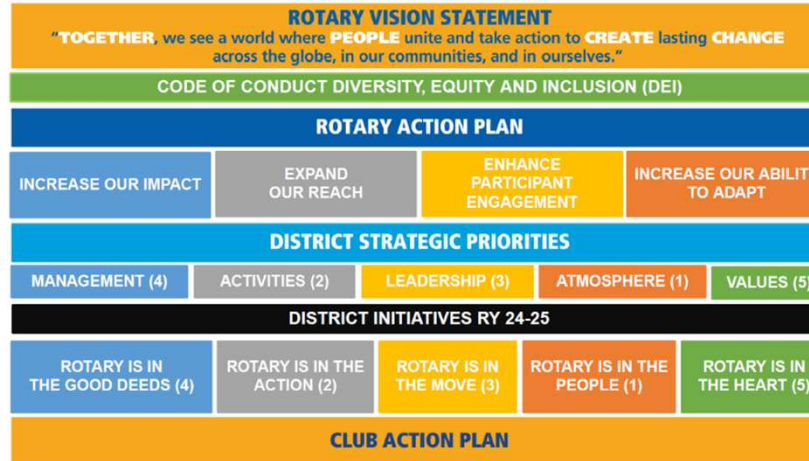 ROTARY VISION STATEMENT
“TOGETHER, we see a world where PEOPLE unite and take action to CREATE lasting CHANGE
across the globe, in our communities, and in ourselves.”
CODE OF CONDUCT DIVERSITY, EQUITY AND INCLUSION (DEI)
ROTARY ACTION PLAN
INCREASE OUR IMPACT
EXPAND
OUR REACH
ENHANCE
PARTICIPANT
ENGAGEMENT
INCREASE OUR ABILIT
TO ADAPT
DISTRICT STRATEGIC PRIORITIES
MANAGEMENT (4)
ACTIVITIES (2)
LEADERSHIP (3)
ATMOSPHERE (1)
VALUES (5)
DISTRICT INITIATIVES RY 24-25
ROTARY IS IN
THE GOOD DEEDS (4)
ROTARY IS IN THE
ACTION (2)
ROTARY IS IN
THE MOVE (3)
ROTARY IS IN THE
PEOPLE (1)
ROTARY IS IN
THE HEART (5)
CLUB ACTION PLAN